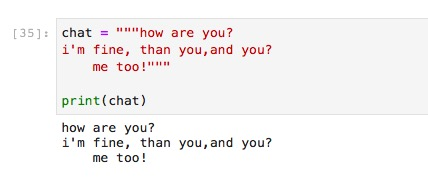 [35]: chat = """how are you?
i'm fine, than you,and you?
    me too!"""
print(chat)
how are you?
i'm fine, than you,and you?
    me too!